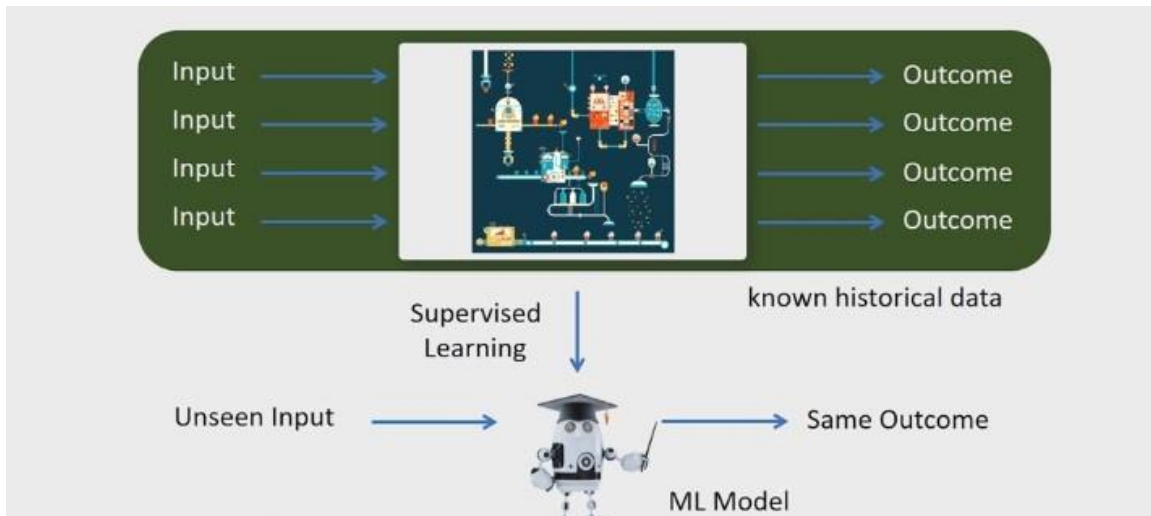 Input
Outcome
Input
Outcome
Input
Outcome
Input
Outcome
known historical data
Supervised
Learning
Unseen Input
Same Outcome
ML Model